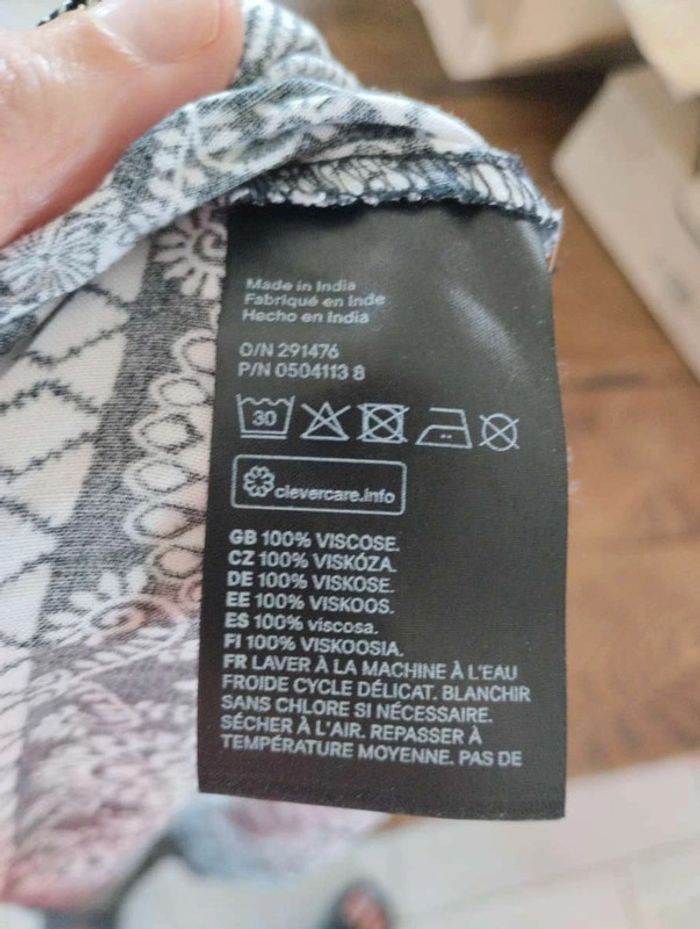 Made in India
Fabriqué en Inde
Hecho en India
O/N 291476
P/N 0504113 8
30
clevercare.info
GB 100% VISCOSE.
CZ 100% VISKÓZA.
DE 100% VISKOSE.
EE 100% VISKOOS.
ES 100% viscosa.
FI 100% VISKOOSIA.
FR LAVER À LA MACHINE À L'EAU
FROIDE CYCLE DÉLICAT. BLANCHIR
SANS CHLORE SI NÉCESSAIRE.
SÉCHER À L'AIR. REPASSER À
TEMPÉRATURE MOYENNE. PAS DE